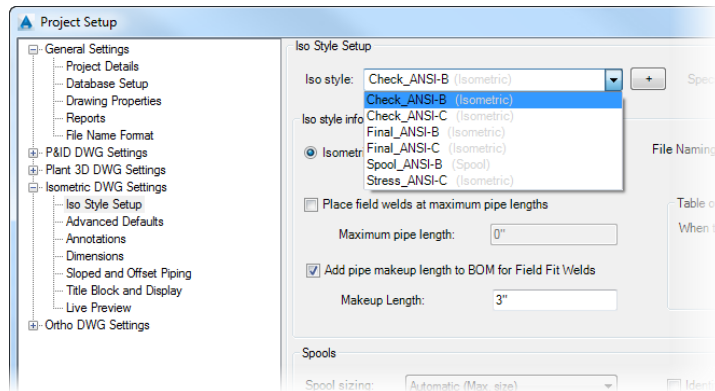 Project Setup
General Settings
Project Details
Database Setup
Drawing Properties
Reports
File Name Format
P&ID DWG Settings
Plant 3D DWG Settings
Isometric DWG Settings
Iso Style Setup
Advanced Defaults
Annotations
Dimensions
Sloped and Offset Piping
Title Block and Display
Live Preview
Ortho DWG Settings
Iso Style Setup
Iso style: Check_ANSI-B (Isometric) +
Check_ANSI-B (Isometric)
Check_ANSI-C (Isometric)
Final_ANSI-B (Isometric)
Final_ANSI-C (Isometric)
Spool_ANSI-B (Spool)
Stress_ANSI-C (Isometric)
Iso style info
File Naming
Place field welds at maximum pipe lengths
Table
Maximum pipe length: 0"
When
Add pipe makeup length to BOM for Field Fit Welds
Makeup Length: 3"
Spools
Spool sizing: Automatic (Max. size)